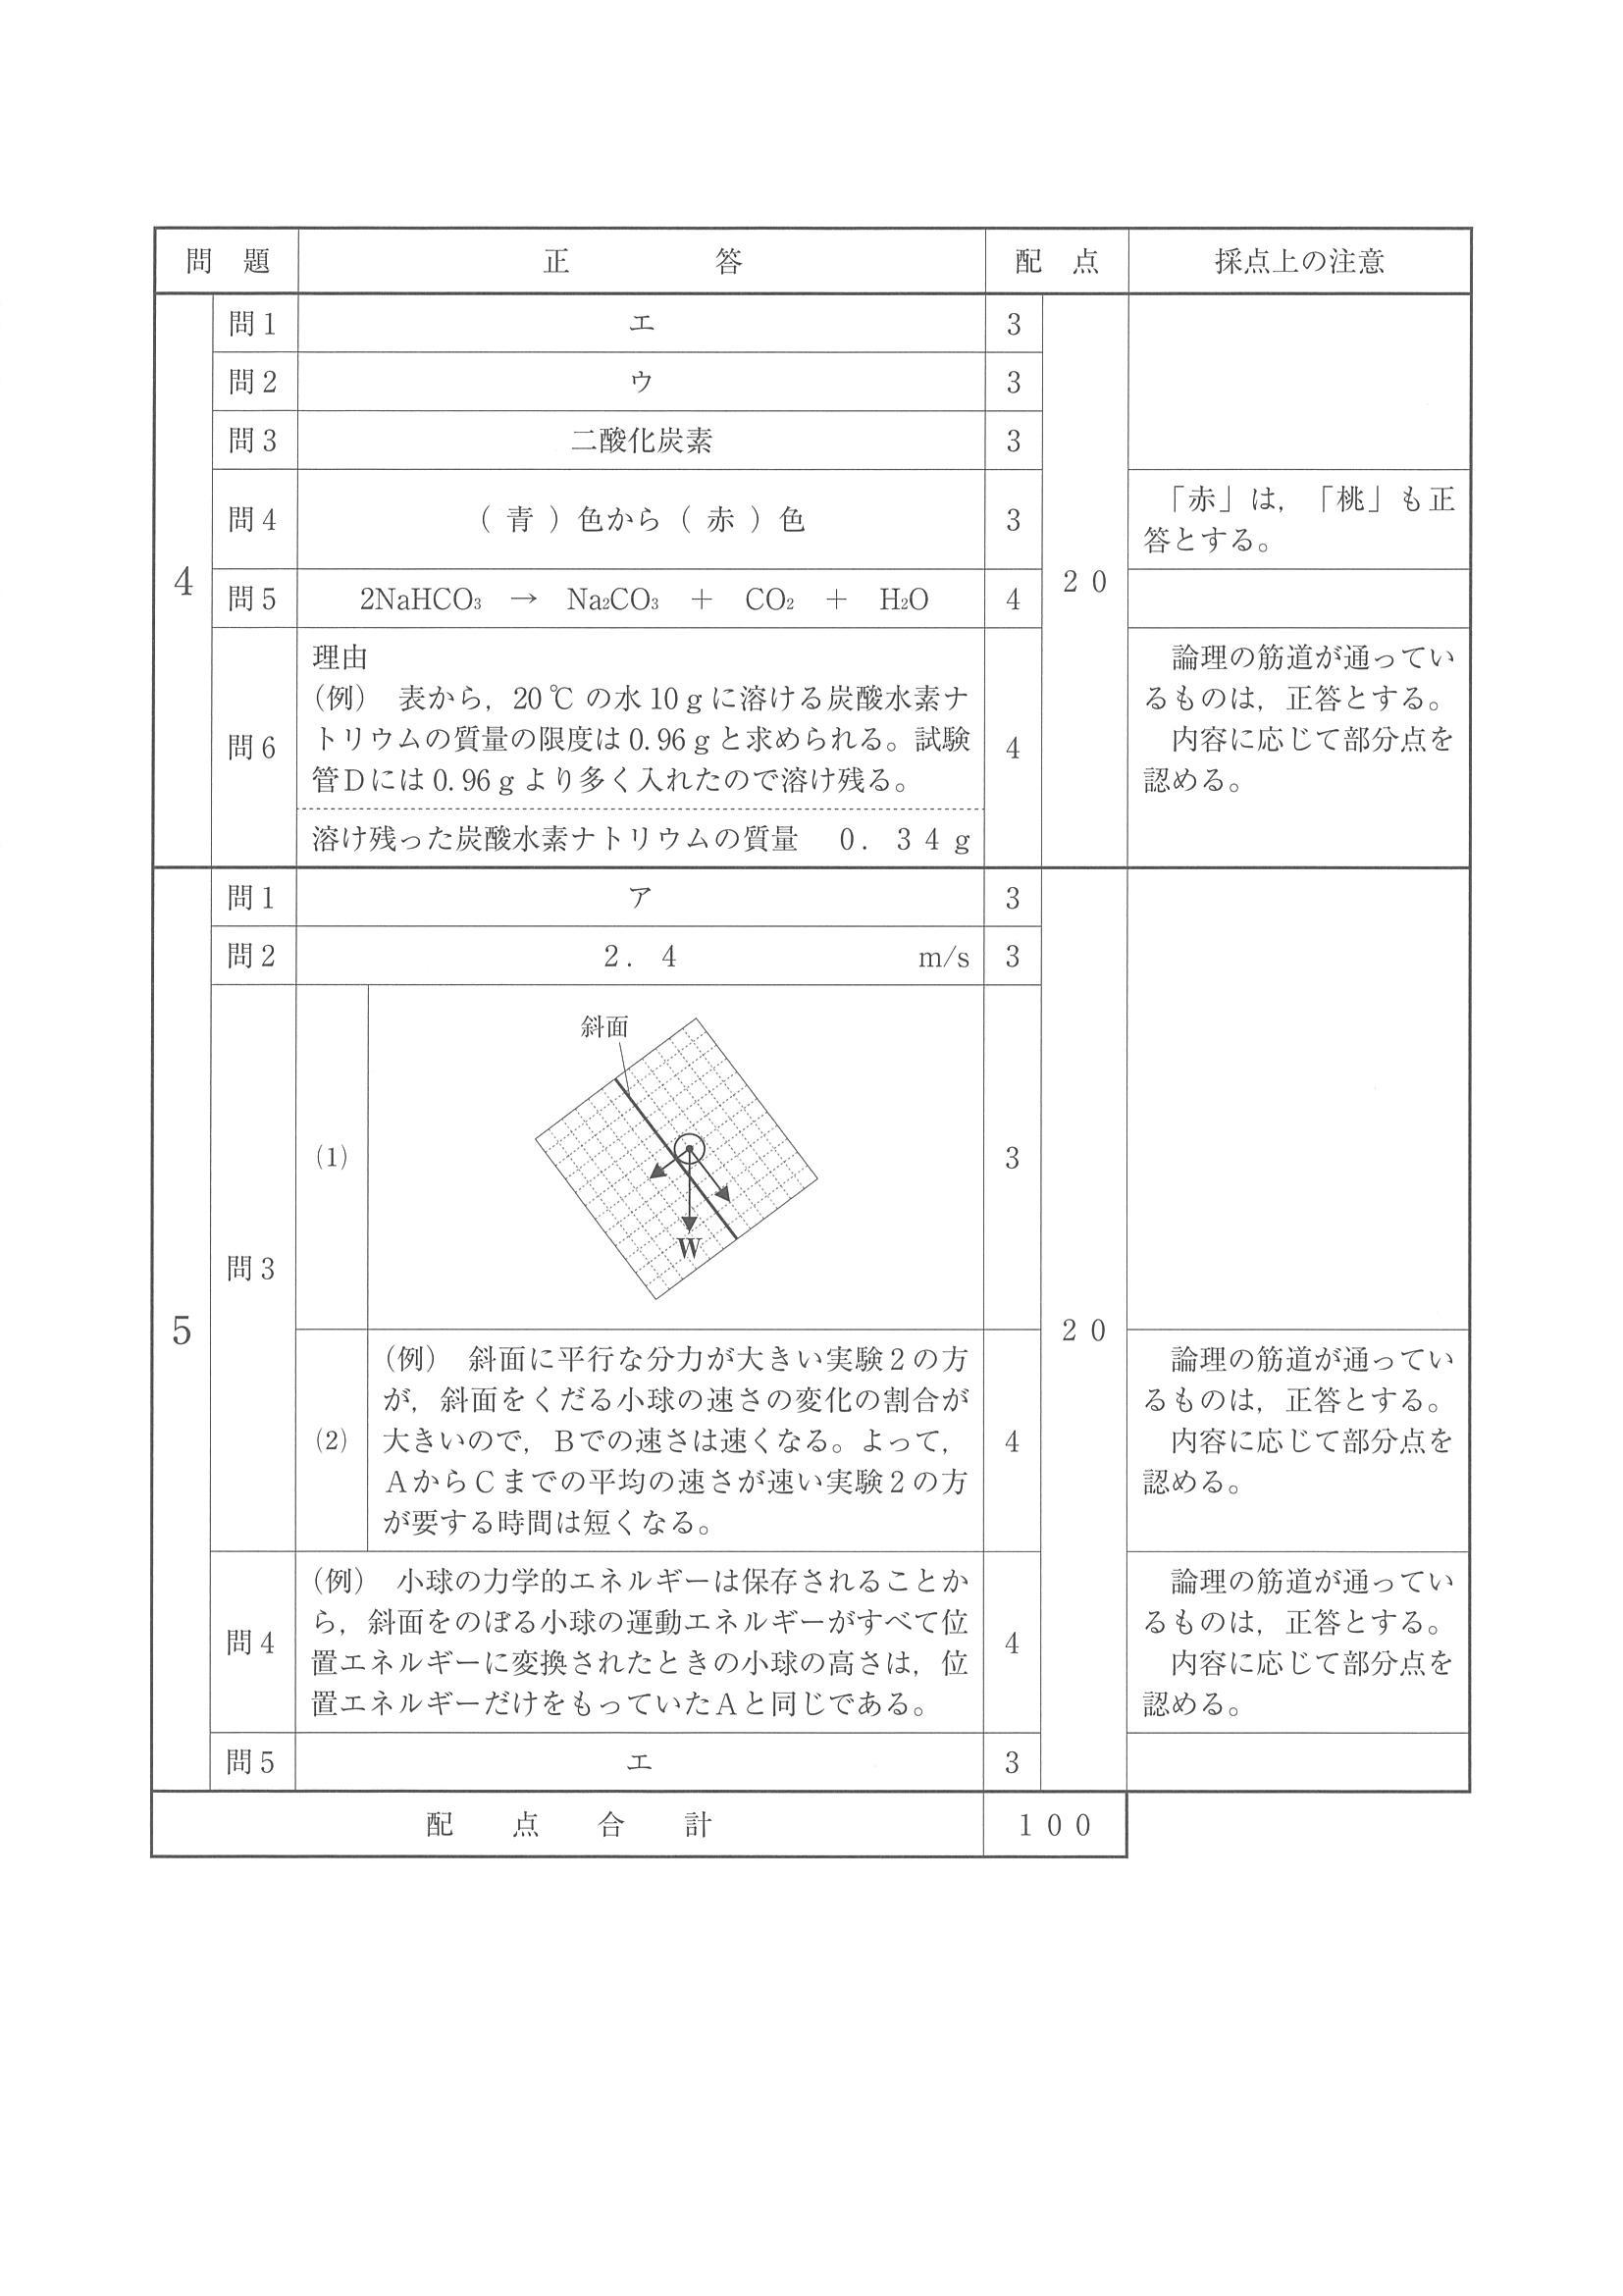 問　題　正　　　答　配　点　採点上の注意
4
問1　エ　3
問2　ウ　3
問3　二酸化炭素　3
問4　（ 青 ）色から（ 赤 ）色　3
「赤」は，「桃」も正
答とする。
20
問5　2NaHCO₃　→　Na₂CO₃　＋　CO₂　＋　H₂O　4
問6
理由
（例）　表から，20℃の水10gに溶ける炭酸水素ナ
トリウムの質量の限度は0.96gと求められる。試験
管Dには0.96gより多く入れたので溶け残る。
溶け残った炭酸水素ナトリウムの質量　0．34g
4
論理の筋道が通ってい
るものは，正答とする。
内容に応じて部分点を
認める。
5
問1　ア　3
問2　2．4　m/s　3
問3
(1)
斜面
W
3
20
(2)
（例）　斜面に平行な分力が大きい実験2の方
が，斜面をくだる小球の速さの変化の割合が
大きいので，Bでの速さは速くなる。よって，
AからCまでの平均の速さが速い実験2の方
が要する時間は短くなる。
4
論理の筋道が通ってい
るものは，正答とする。
内容に応じて部分点を
認める。
問4
（例）　小球の力学的エネルギーは保存されることか
ら，斜面をのぼる小球の運動エネルギーがすべて位
置エネルギーに変換されたときの小球の高さは，位
置エネルギーだけをもっていたAと同じである。
4
論理の筋道が通ってい
るものは，正答とする。
内容に応じて部分点を
認める。
問5　エ　3
配　点　合　計　100